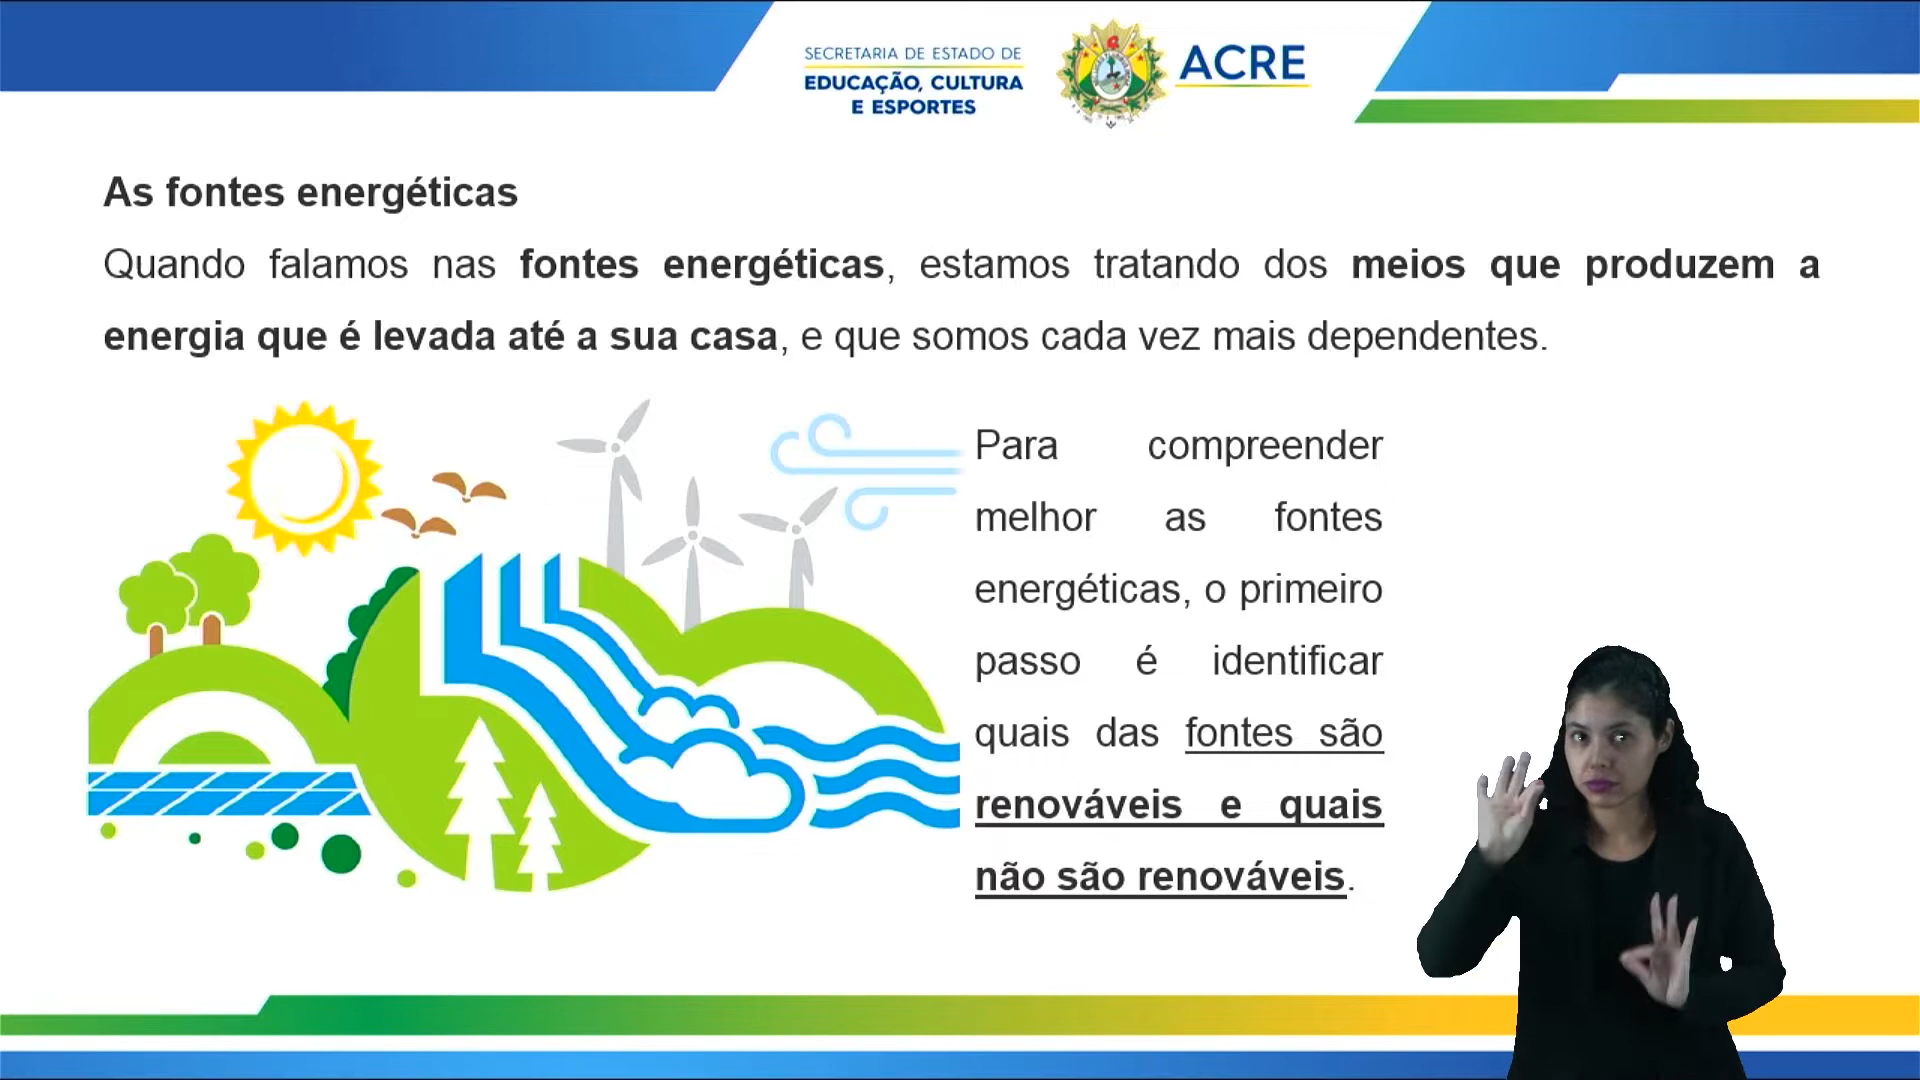 SECRETARIA DE ESTADO DE
EDUCAÇÃO, CULTURA
E ESPORTES
ACRE
As fontes energéticas
Quando falamos nas fontes energéticas, estamos tratando dos meios que produzem a
energia que é levada até a sua casa, e que somos cada vez mais dependentes.
Para compreender
melhor as fontes
energéticas, o primeiro
passo é identificar
quais das fontes são
renováveis e quais
não são renováveis.